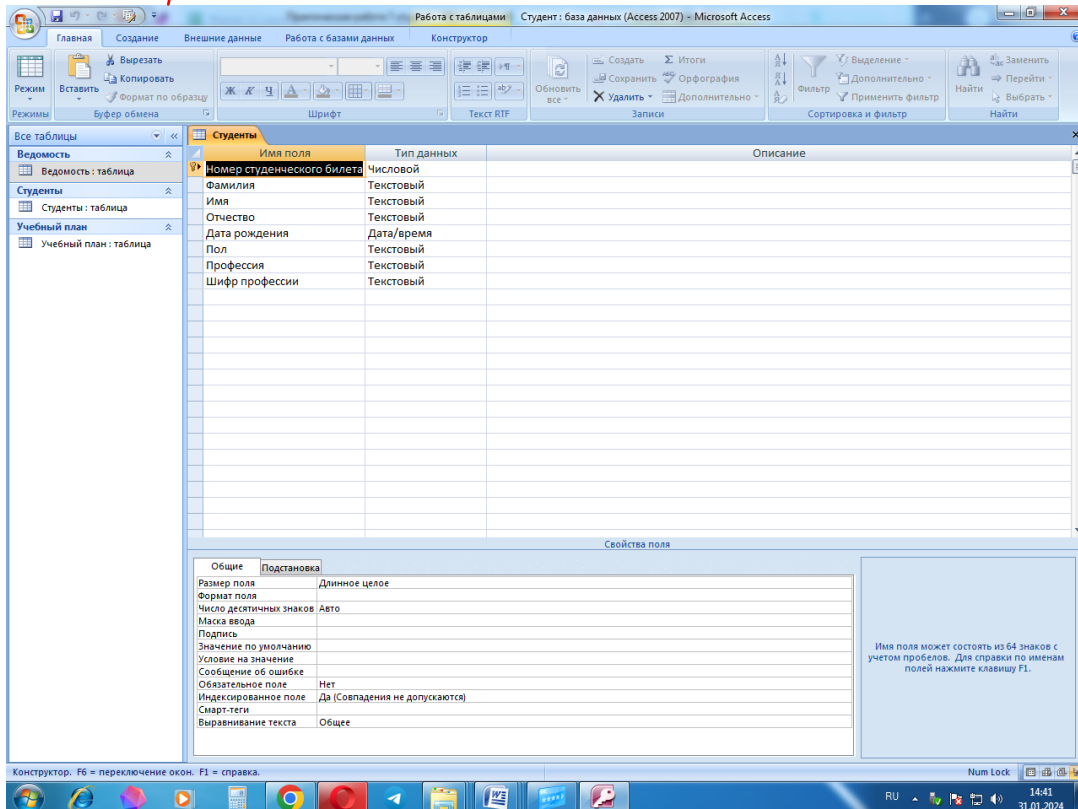 Работа с таблицами Студент : база данных (Access 2007) - Microsoft Access
Главная Создание Внешние данные Работа с базами данных Конструктор
Режим
Режимы
Вставить
Вырезать
Копировать
Формат по образцу
Буфер обмена
Ж К Ч
Шрифт
Текст RTF
Обновить все
Создать
Сохранить
Удалить
Итоги
Орфография
Дополнительно
Записи
Фильтр
Выделение
Дополнительно
Применить фильтр
Сортировка и фильтр
Найти
Заменить
Перейти
Выбрать
Найти
Все таблицы
Ведомость
Ведомость : таблица
Студенты
Студенты : таблица
Учебный план
Учебный план : таблица
Студенты
Имя поля Тип данных Описание
Номер студенческого билета Числовой
Фамилия Текстовый
Имя Текстовый
Отчество Текстовый
Дата рождения Дата/время
Пол Текстовый
Профессия Текстовый
Шифр профессии Текстовый
Свойства поля
Общие Подстановка
Размер поля Длинное целое
Формат поля
Число десятичных знаков Авто
Маска ввода
Подпись
Значение по умолчанию
Условие на значение
Сообщение об ошибке
Обязательное поле Нет
Индексированное поле Да (Совпадения не допускаются)
Смарт-теги
Выравнивание текста Общее
Имя поля может состоять из 64 знаков с
учетом пробелов. Для справки по именам
полей нажмите клавишу F1.
Конструктор. F6 = переключение окон. F1 = справка. Num Lock
RU 14:41
31.01.2024